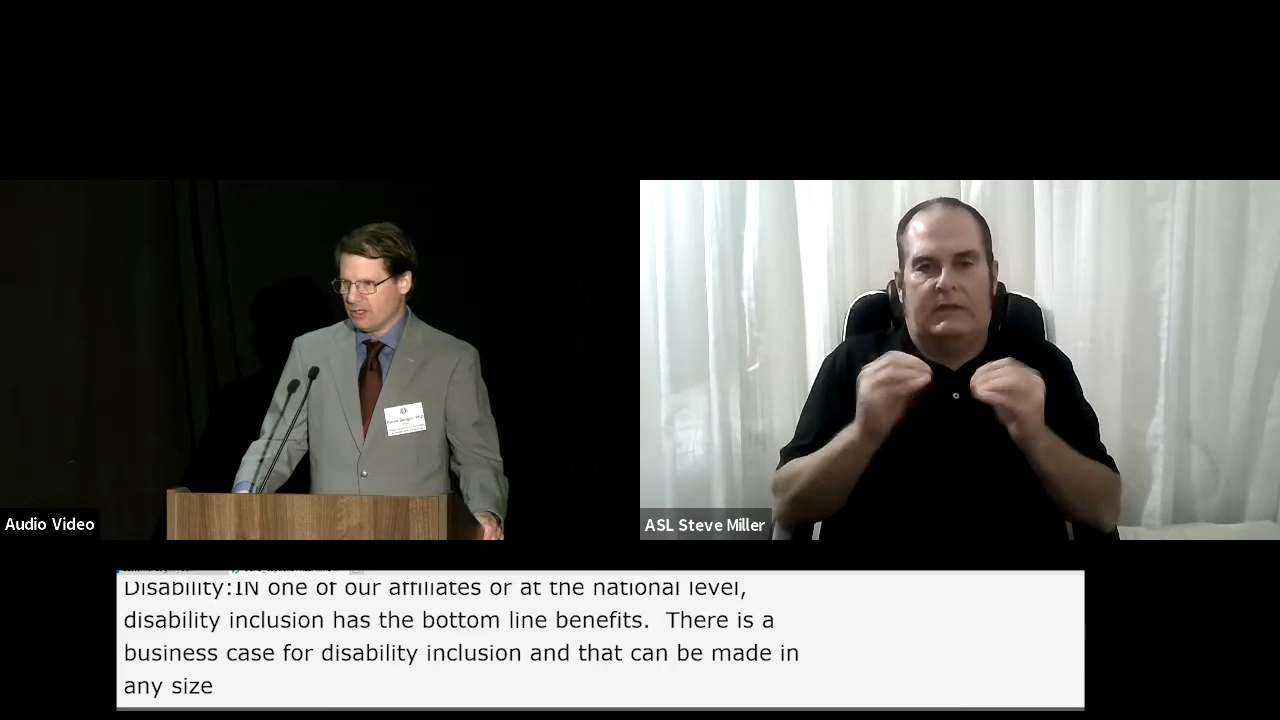 Audio Video
ASL Steve Miller
Disability:IN one of our affiliates or at the national level,
disability inclusion has the bottom line benefits.  There is a
business case for disability inclusion and that can be made in
any size